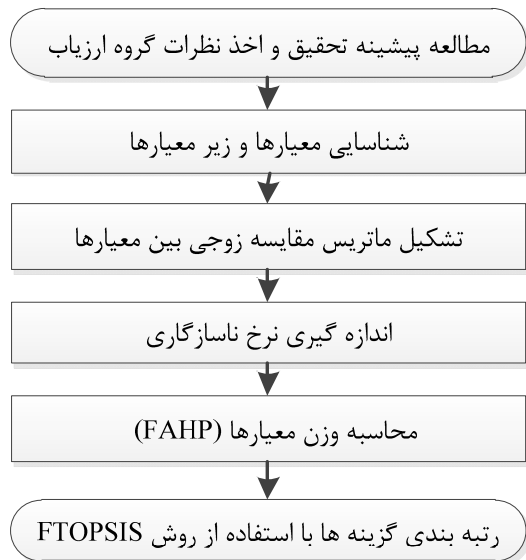 مطالعه پیشینه تحقیق و اخذ نظرات گروه ارزیاب
شناسایی معیارها و زیر معیارها
تشکیل ماتریس مقایسه زوجی بین معیارها
اندازه گیری نرخ ناسازگاری
محاسبه وزن معیارها (FAHP)
رتبه بندی گزینه ها با استفاده از روش FTOPSIS